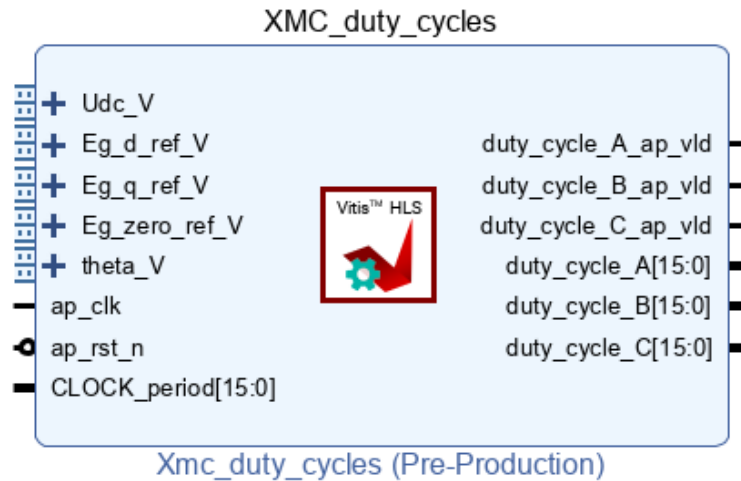 XMC_duty_cycles
Udc_V
Eg_d_ref_V
Eg_q_ref_V
Eg_zero_ref_V
theta_V
ap_clk
ap_rst_n
CLOCK_period[15:0]
Vitis™ HLS
duty_cycle_A_ap_vld
duty_cycle_B_ap_vld
duty_cycle_C_ap_vld
duty_cycle_A[15:0]
duty_cycle_B[15:0]
duty_cycle_C[15:0]
Xmc_duty_cycles (Pre-Production)